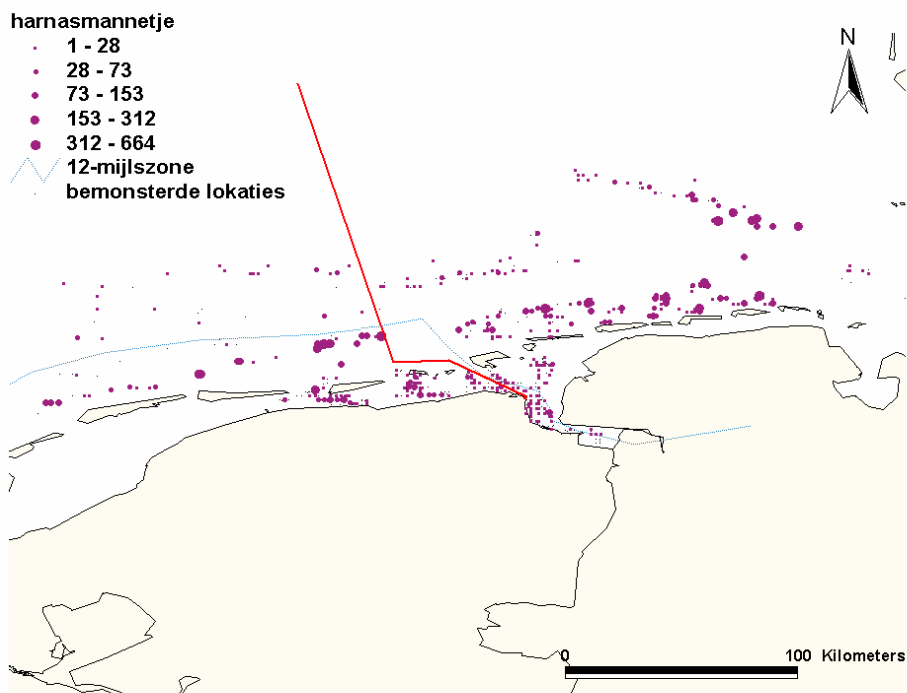 harnasmannetje
1 - 28
28 - 73
73 - 153
153 - 312
312 - 664
12-mijlszone
bemonsterde lokaties
N
0 100 Kilometers